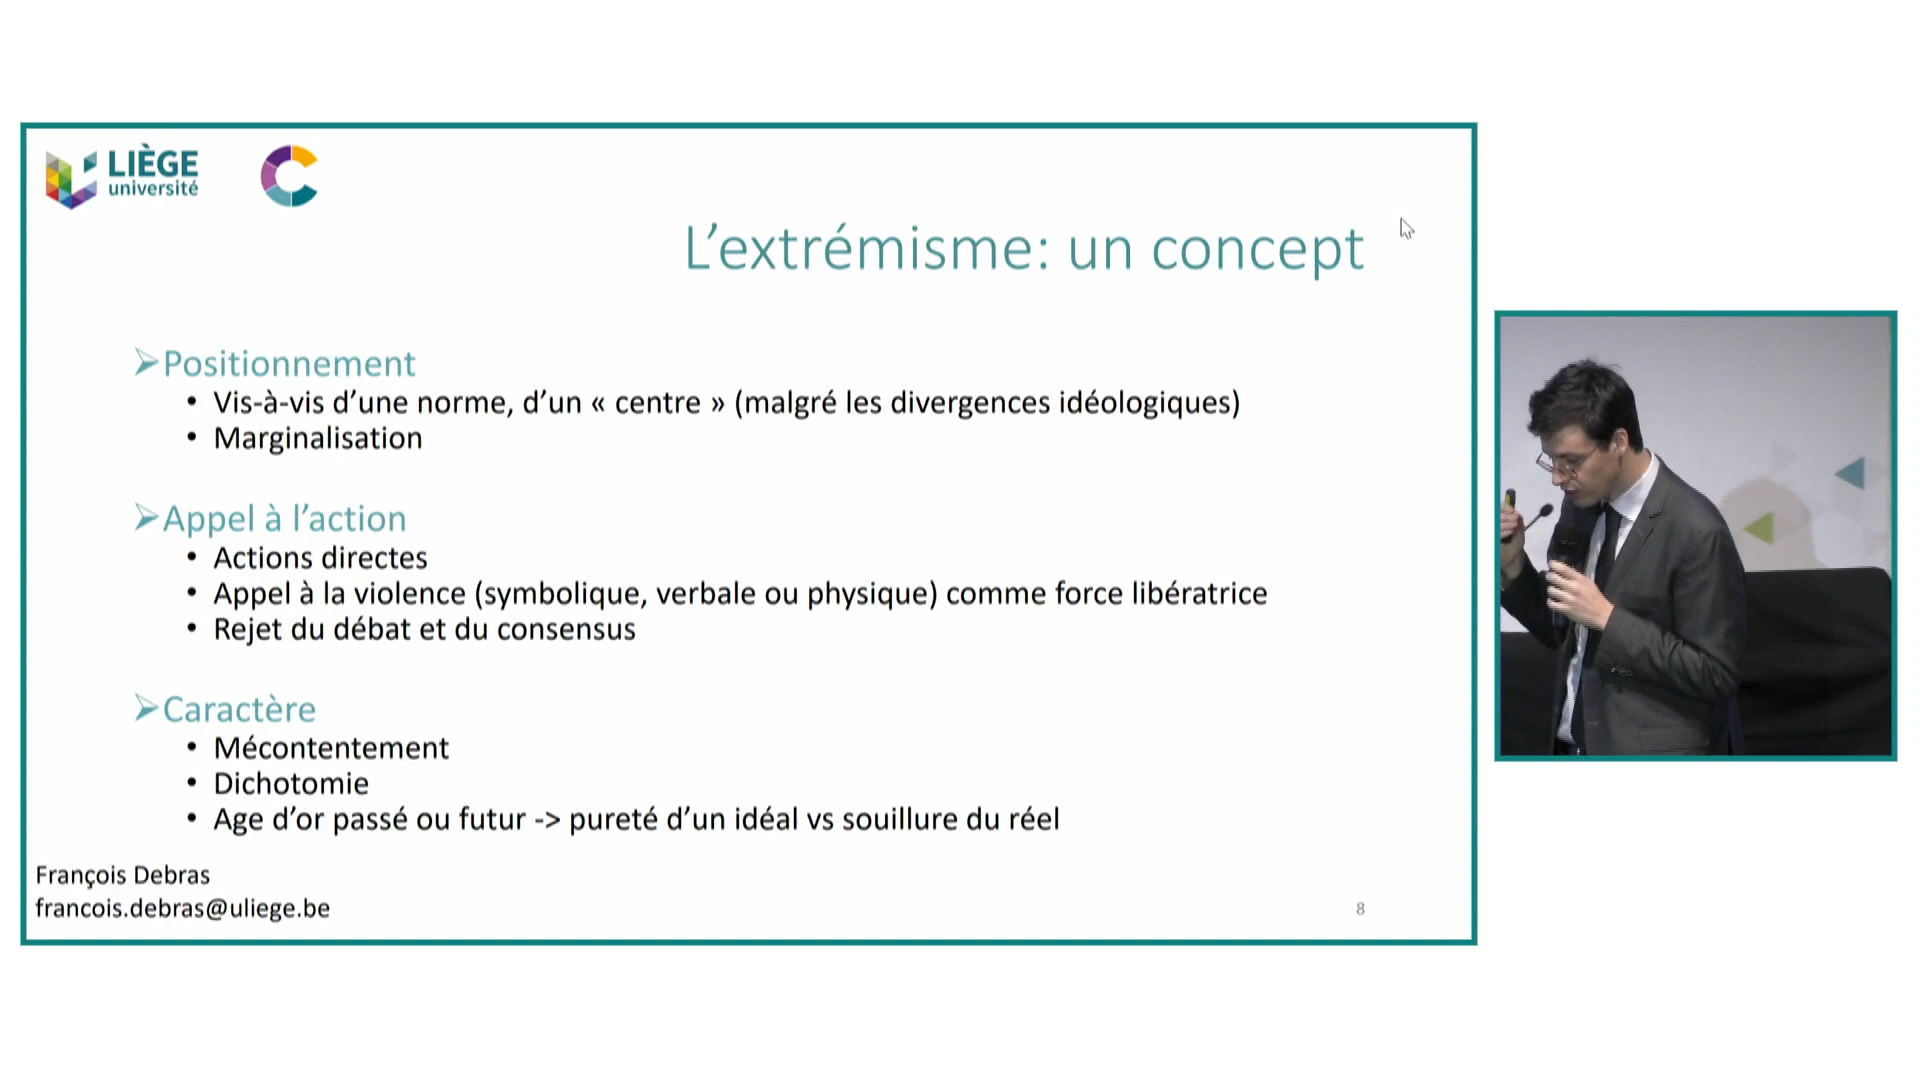 LIÈGE
université
L’extrémisme: un concept
➢Positionnement
• Vis-à-vis d’une norme, d’un « centre » (malgré les divergences idéologiques)
• Marginalisation
➢Appel à l’action
• Actions directes
• Appel à la violence (symbolique, verbale ou physique) comme force libératrice
• Rejet du débat et du consensus
➢Caractère
• Mécontentement
• Dichotomie
• Age d’or passé ou futur -> pureté d’un idéal vs souillure du réel
François Debras
francois.debras@uliege.be
8